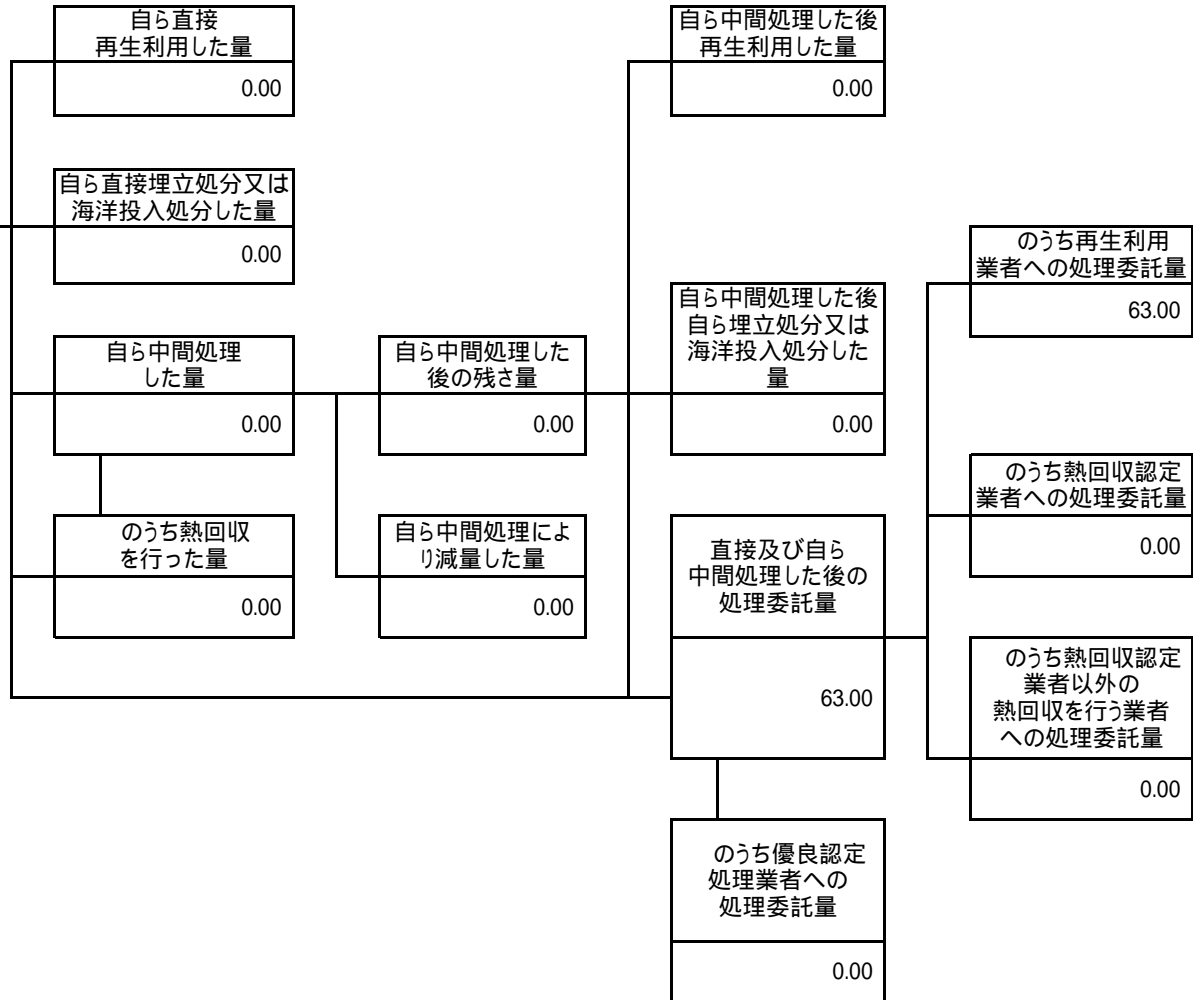 自ら直接
再生利用した量
0.00
自ら中間処理した後
再生利用した量
0.00
自ら直接埋立処分又は
海洋投入処分した量
0.00
のうち再生利用
業者への処理委託量
63.00
自ら中間処理した後
自ら埋立処分又は
海洋投入処分した
量
0.00
自ら中間処理
した量
0.00
自ら中間処理した
後の残さ量
0.00
のうち熱回収認定
業者への処理委託量
0.00
のうち熱回収
を行った量
0.00
自ら中間処理によ
り減量した量
0.00
直接及び自ら
中間処理した後の
処理委託量
63.00
のうち熱回収認定
業者以外の
熱回収を行う業者
への処理委託量
0.00
のうち優良認定
処理業者への
処理委託量
0.00